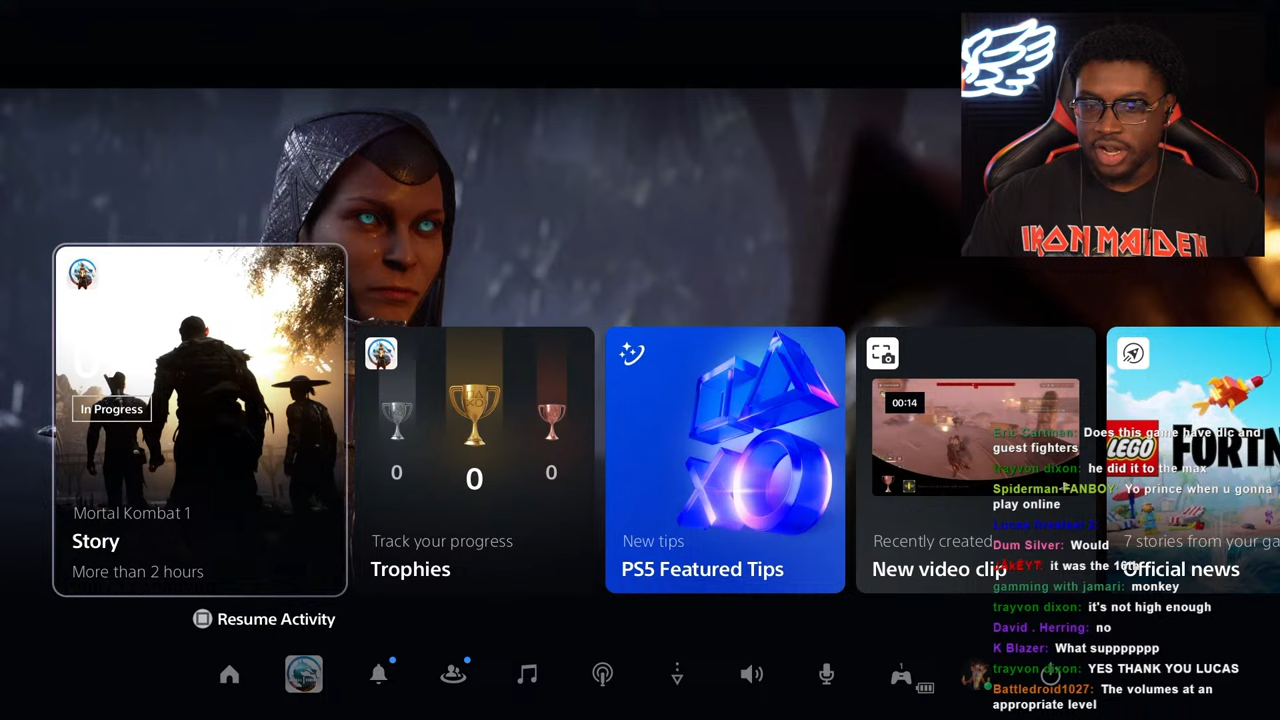 IRON MAIDEN
In Progress
Mortal Kombat 1
Story
More than 2 hours
Resume Activity
0
0
0
Track your progress
Trophies
New tips
PS5 Featured Tips
00:14
Recently created
New video clip
LEGO FORTN
7 stories from your ga
Official news
1
Eric Cartman: Does this game have dlc and
guest fighters
trayvon dixon: he did it to the max
Spiderman-FANBOY: Yo prince when u gonna
play online
Dum Silver: Would
it was the 16th
gamming with jamari: monkey
trayvon dixon: it's not high enough
David . Herring: no
K Blazer: What supppppp
trayvon dixon: YES THANK YOU LUCAS
Battledroid1027: The volumes at an
appropriate level